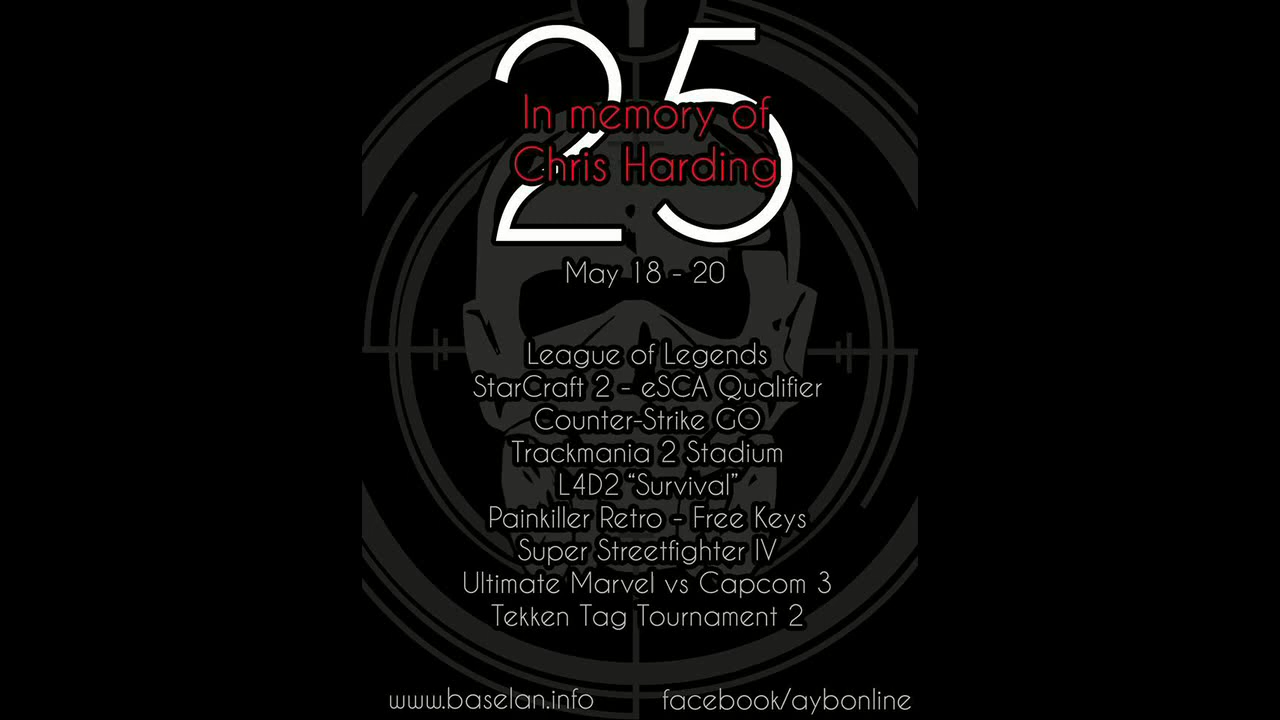 25
In memory of
Chris Harding
May 18 - 20
League of Legends
StarCraft 2 - eSCA Qualifier
Counter-Strike GO
Trackmania 2 Stadium
L4D2 “Survival”
Painkiller Retro - Free Keys
Super Streetfighter IV
Ultimate Marvel vs Capcom 3
Tekken Tag Tournament 2
www.baselan.info facebook/aybonline